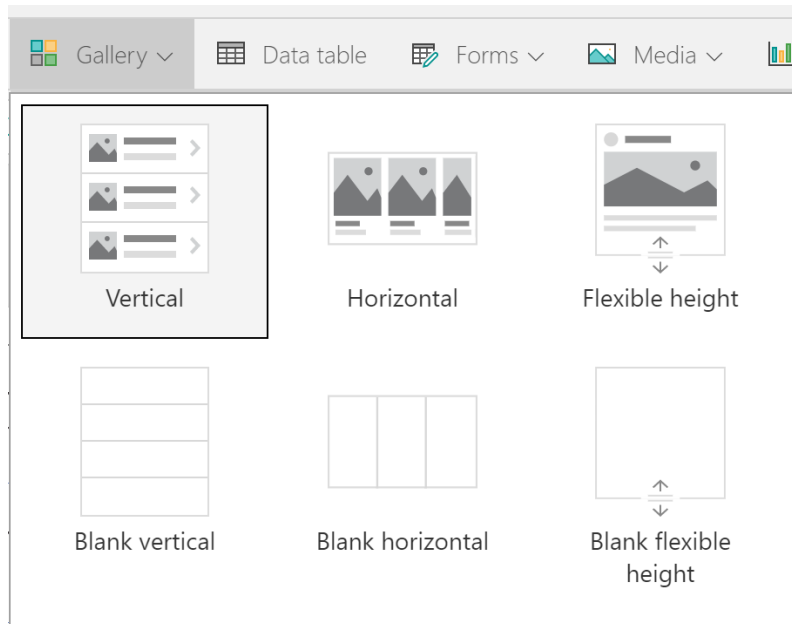 Gallery Data table Forms Media
Vertical Horizontal Flexible height
Blank vertical Blank horizontal Blank flexible
height